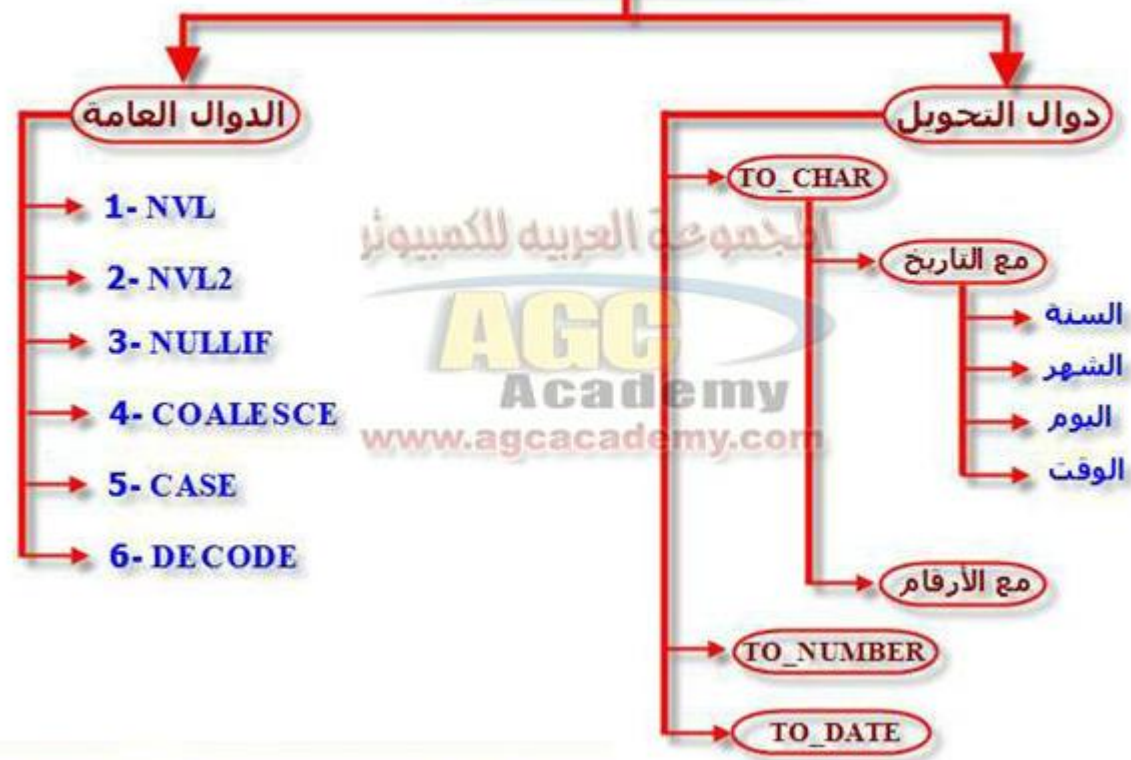 الدوال العامة
1- NVL
2- NVL2
3- NULLIF
4- COALESCE
5- CASE
6- DECODE
دوال التحويل
TO_CHAR
مع التاريخ
السنة
الشهر
اليوم
الوقت
مع الأرقام
TO_NUMBER
TO_DATE
المجموعة العربيه للكمبيوتر
AGC
Academy
www.agcacademy.com